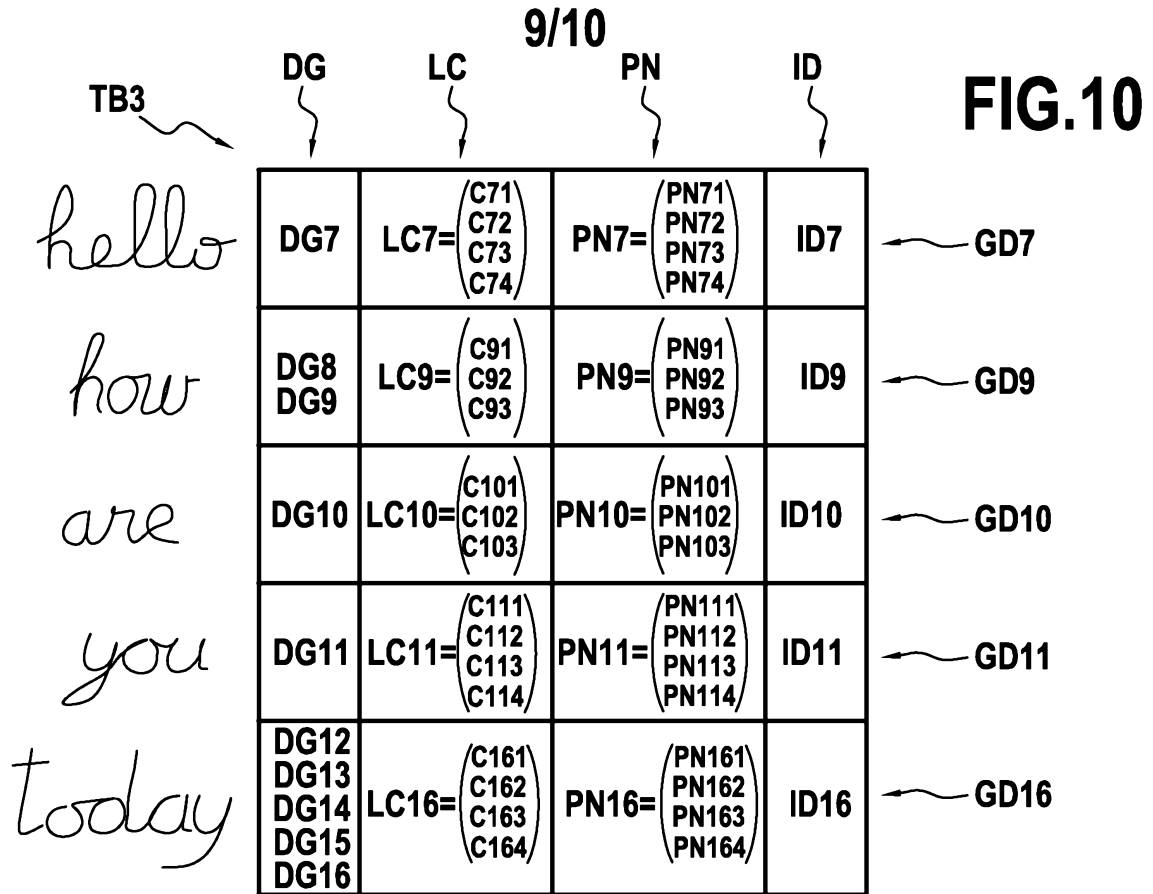 9/10
FIG.10
TB3 DG LC PN ID
hello DG7 LC7= C71 C72 C73 C74 PN7= PN71 PN72 PN73 PN74 ID7 GD7
how DG8 DG9 LC9= C91 C92 C93 PN9= PN91 PN92 PN93 ID9 GD9
are DG10 LC10= C101 C102 C103 PN10= PN101 PN102 PN103 ID10 GD10
you DG11 LC11= C111 C112 C113 C114 PN11= PN111 PN112 PN113 PN114 ID11 GD11
today DG12 DG13 DG14 DG15 DG16 LC16= C161 C162 C163 C164 PN16= PN161 PN162 PN163 PN164 ID16 GD16